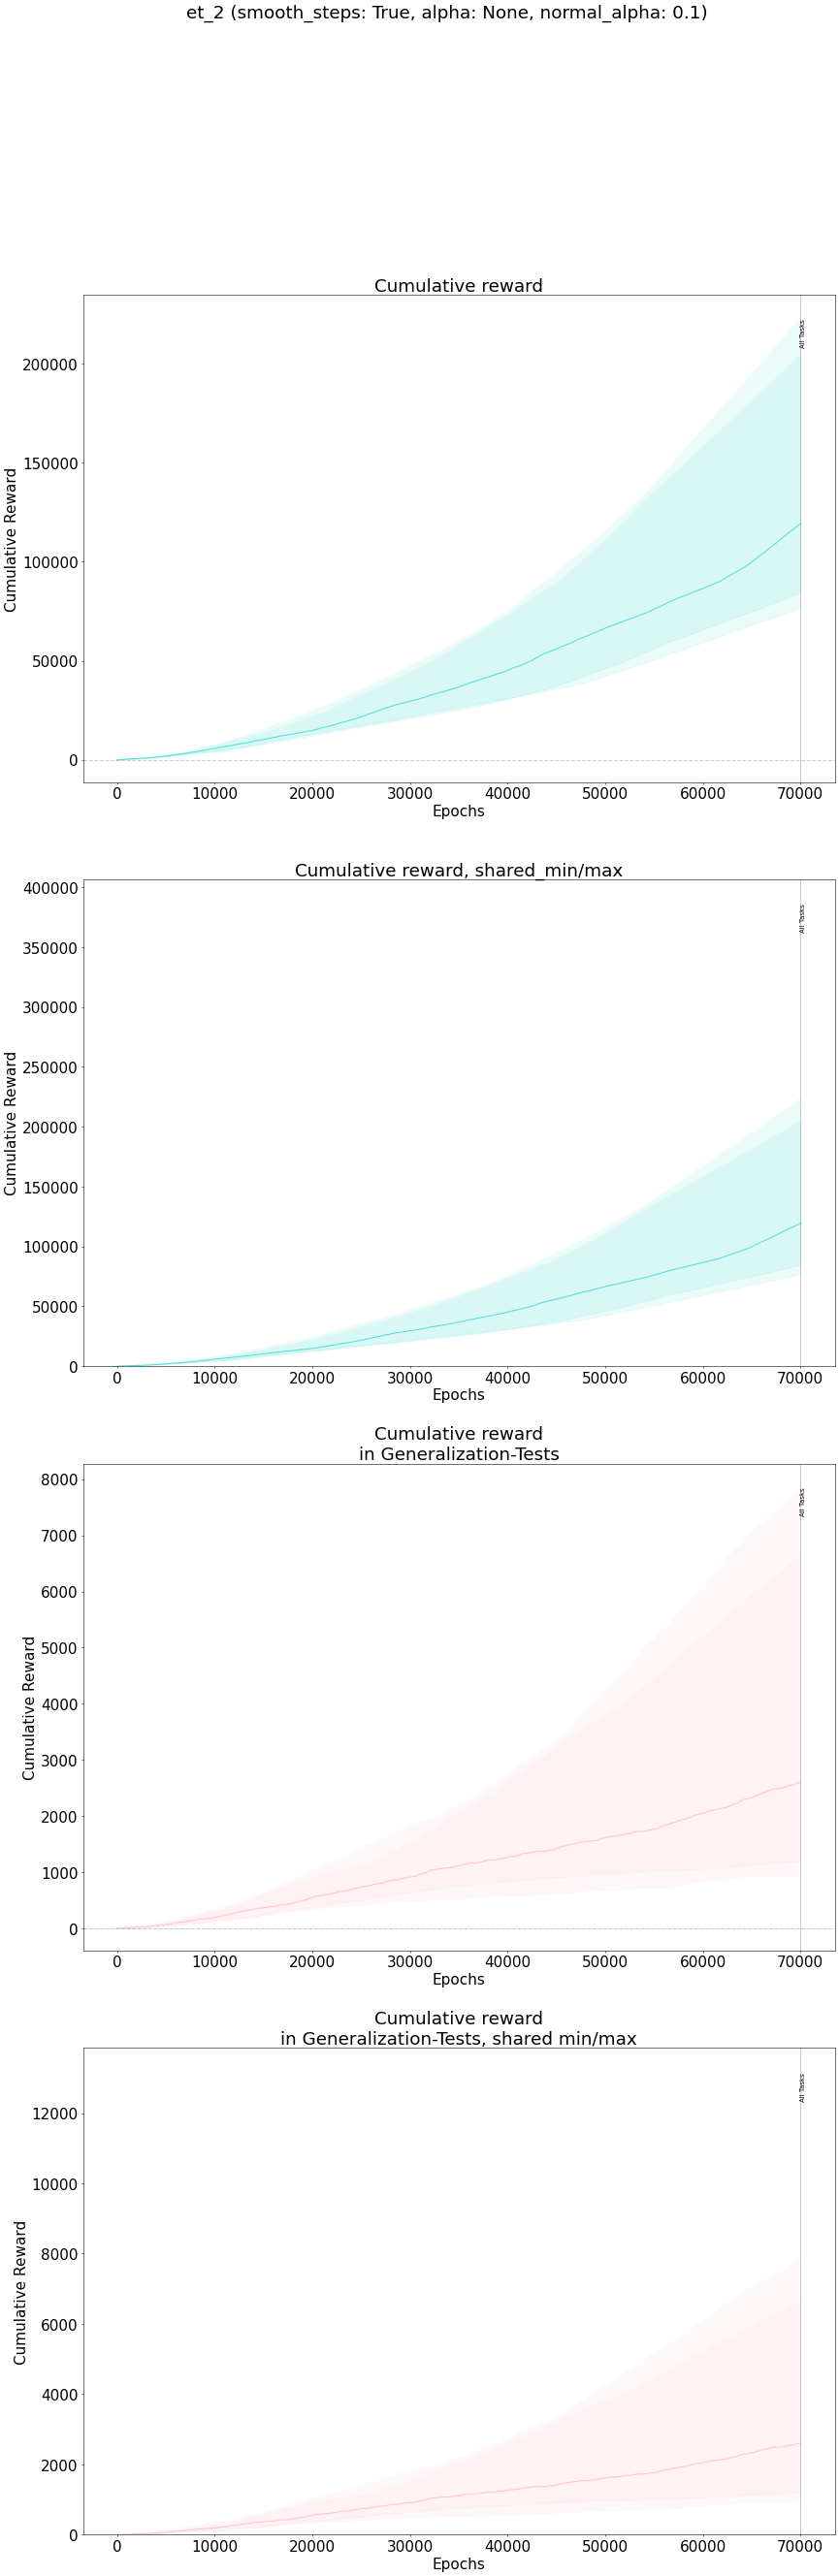 et_2 (smooth_steps: True, alpha: None, normal_alpha: 0.1)
Cumulative reward
All Tasks
200000
150000
100000
50000
0
Cumulative Reward
0 10000 20000 30000 40000 50000 60000 70000
Epochs
Cumulative reward, shared_min/max
All Tasks
400000
350000
300000
250000
200000
150000
100000
50000
0
Cumulative Reward
0 10000 20000 30000 40000 50000 60000 70000
Epochs
Cumulative reward
in Generalization-Tests
All Tasks
8000
7000
6000
5000
4000
3000
2000
1000
0
Cumulative Reward
0 10000 20000 30000 40000 50000 60000 70000
Epochs
Cumulative reward
in Generalization-Tests, shared min/max
All Tasks
12000
10000
8000
6000
4000
2000
0
Cumulative Reward
0 10000 20000 30000 40000 50000 60000 70000
Epochs